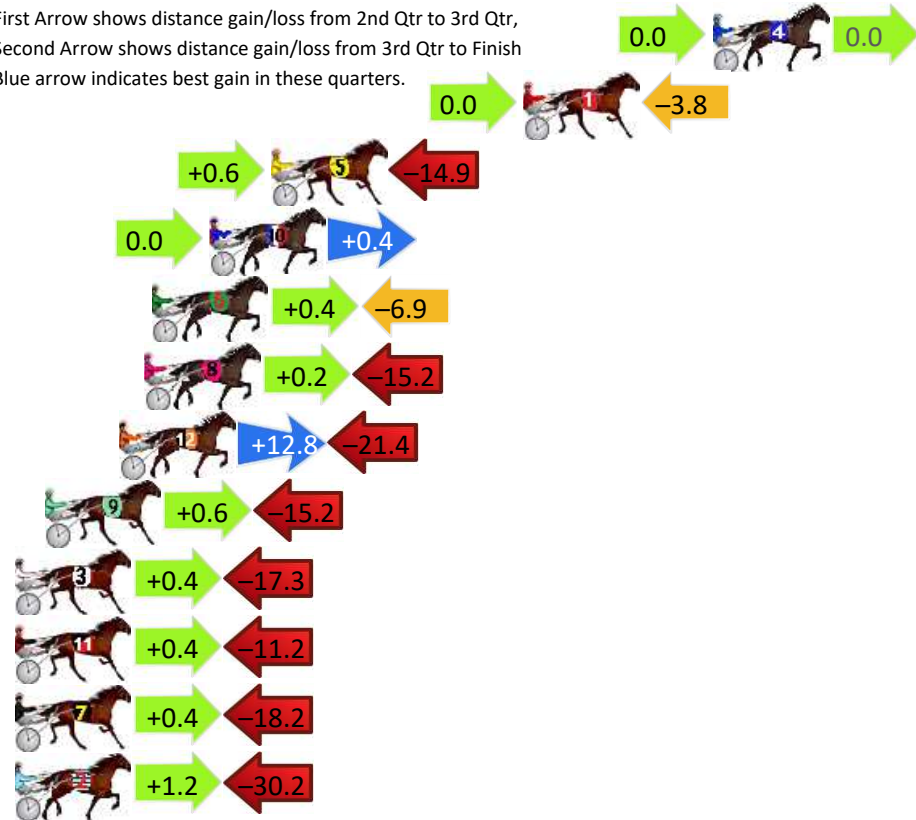 First Arrow shows distance gain/loss from 2nd Qtr to 3rd Qtr,
Second Arrow shows distance gain/loss from 3rd Qtr to Finish
Blue arrow indicates best gain in these quarters.
0.0 4 0.0
0.0 1 –3.8
+0.6 5 –14.9
0.0 10 +0.4
6 +0.4 –6.9
8 +0.2 –15.2
12 +12.8 –21.4
9 +0.6 –15.2
3 +0.4 –17.3
11 +0.4 –11.2
7 +0.4 –18.2
2 +1.2 –30.2